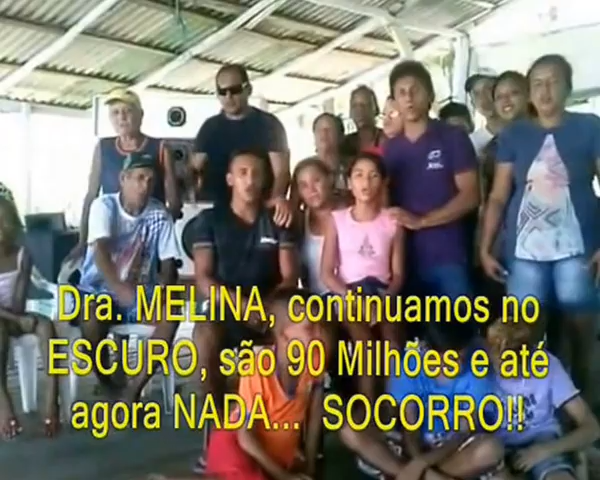 Dra. MELINA, continuamos no
ESCURO, são 90 Milhões e até
agora NADA... SOCORRO!!